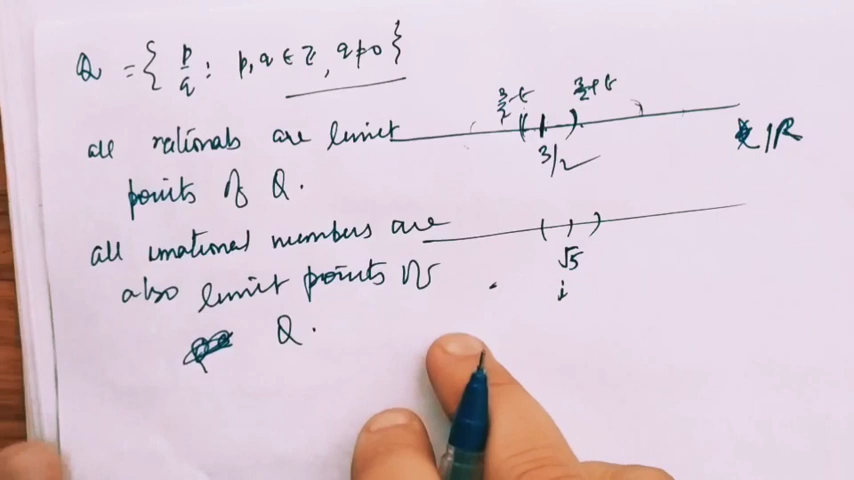 Q = { p/q : p, q ∈ Z, q ≠ 0 }
all rationals are limit
points of Q.
3/2 - ε
3/2 + ε
3/2
IR
all irrational numbers are
also limit points of
Q.
√5
i